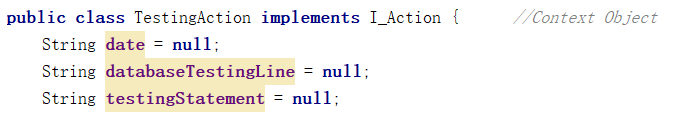 public class TestingAction implements I_Action {     //Context Object
    String date = null;
    String databaseTestingLine = null;
    String testingStatement = null;